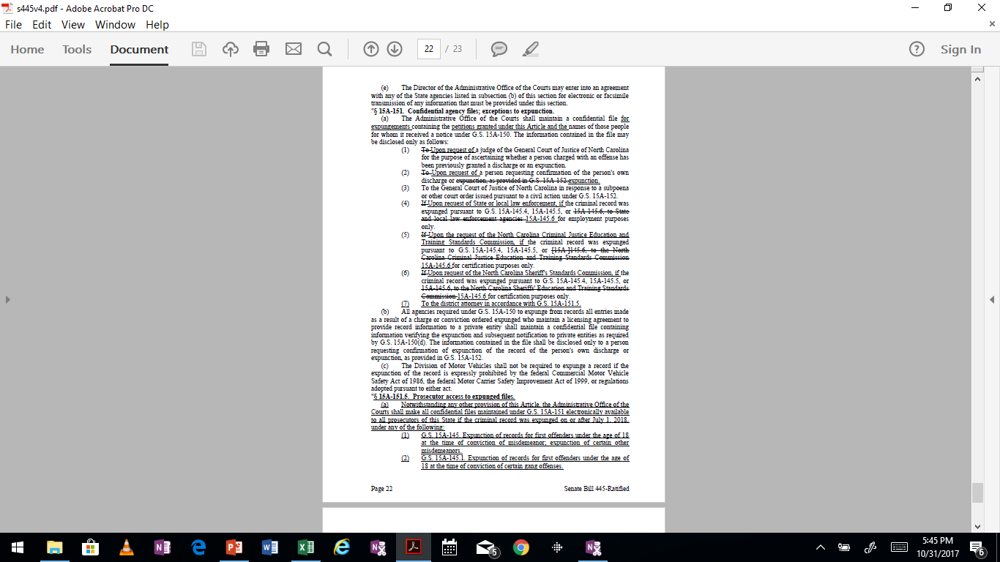 s445v4.pdf - Adobe Acrobat Pro DC
File Edit View Window Help
Home Tools Document 22 / 23 Sign In
(e) The Director of the Administrative Office of the Courts may enter into an agreement
with any of the State agencies listed in subsection (b) of this section for electronic or facsimile
transmission of any information that must be provided under this section.
"§ 15A-151. Confidential agency files; exceptions to expunction.
(a) The Administrative Office of the Courts shall maintain a confidential file for
expungements containing the petitions granted under this Article and the names of those people
for whom it received a notice under G.S. 15A-150. The information contained in the file may
be disclosed only as follows:
(1) To Upon request of a judge of the General Court of Justice of North Carolina
for the purpose of ascertaining whether a person charged with an offense has
been previously granted a discharge or an expunction.
(2) To Upon request of a person requesting confirmation of the person's own
discharge or expunction, as provided in G.S. 15A-152.expunction.
(3) To the General Court of Justice of North Carolina in response to a subpoena
or other court order issued pursuant to a civil action under G.S. 15A-152.
(4) If Upon request of State or local law enforcement, if the criminal record was
expunged pursuant to G.S. 15A-145.4, 15A-145.5, or 15A-145.6, to State
and local law enforcement agencies 15A-145.6 for employment purposes
only.
(5) If Upon the request of the North Carolina Criminal Justice Education and
Training Standards Commission, if the criminal record was expunged
pursuant to G.S. 15A-145.4, 15A-145.5, or [15A-]145.6, to the North
Carolina Criminal Justice Education and Training Standards Commission
15A-145.6 for certification purposes only.
(6) If Upon request of the North Carolina Sheriff's Standards Commission, if the
criminal record was expunged pursuant to G.S. 15A-145.4, 15A-145.5, or
15A-145.6, to the North Carolina Sheriffs' Education and Training Standards
Commission 15A-145.6 for certification purposes only.
(7) To the district attorney in accordance with G.S. 15A-151.5.
(b) All agencies required under G.S. 15A-150 to expunge from records all entries made
as a result of a charge or conviction ordered expunged who maintain a licensing agreement to
provide record information to a private entity shall maintain a confidential file containing
information verifying the expunction and subsequent notification to private entities as required
by G.S. 15A-150(d). The information contained in the file shall be disclosed only to a person
requesting confirmation of expunction of the record of the person's own discharge or
expunction, as provided in G.S. 15A-152.
(c) The Division of Motor Vehicles shall not be required to expunge a record if the
expunction of the record is expressly prohibited by the federal Commercial Motor Vehicle
Safety Act of 1986, the federal Motor Carrier Safety Improvement Act of 1999, or regulations
adopted pursuant to either act.
"§ 15A-151.5. Prosecutor access to expunged files.
(a) Notwithstanding any other provision of this Article, the Administrative Office of the
Courts shall make all confidential files maintained under G.S. 15A-151 electronically available
to all prosecutors of this State if the criminal record was expunged on or after July 1, 2018,
under any of the following:
(1) G.S. 15A-145. Expunction of records for first offenders under the age of 18
at the time of conviction of misdemeanor; expunction of certain other
misdemeanors.
(2) G.S. 15A-145.1. Expunction of records for first offenders under the age of
18 at the time of conviction of certain gang offenses.
Page 22 Senate Bill 445-Ratified
5:45 PM
10/31/2017
5
6